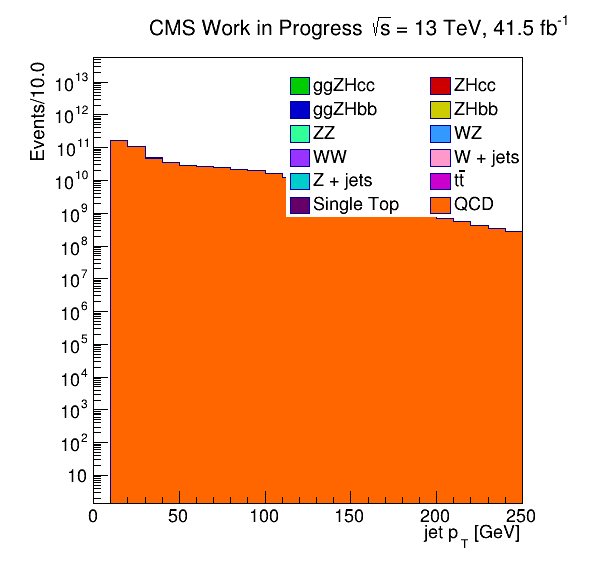 CMS Work in Progress √s = 13 TeV, 41.5 fb⁻¹
Events/10.0
10¹³
10¹²
10¹¹
10¹⁰
10⁹
10⁸
10⁷
10⁶
10⁵
10⁴
10³
10²
10
ggZHcc ZHcc
ggZHbb ZHbb
ZZ WZ
WW W + jets
Z + jets tt̄
Single Top QCD
0 50 100 150 200 250
jet p_T [GeV]